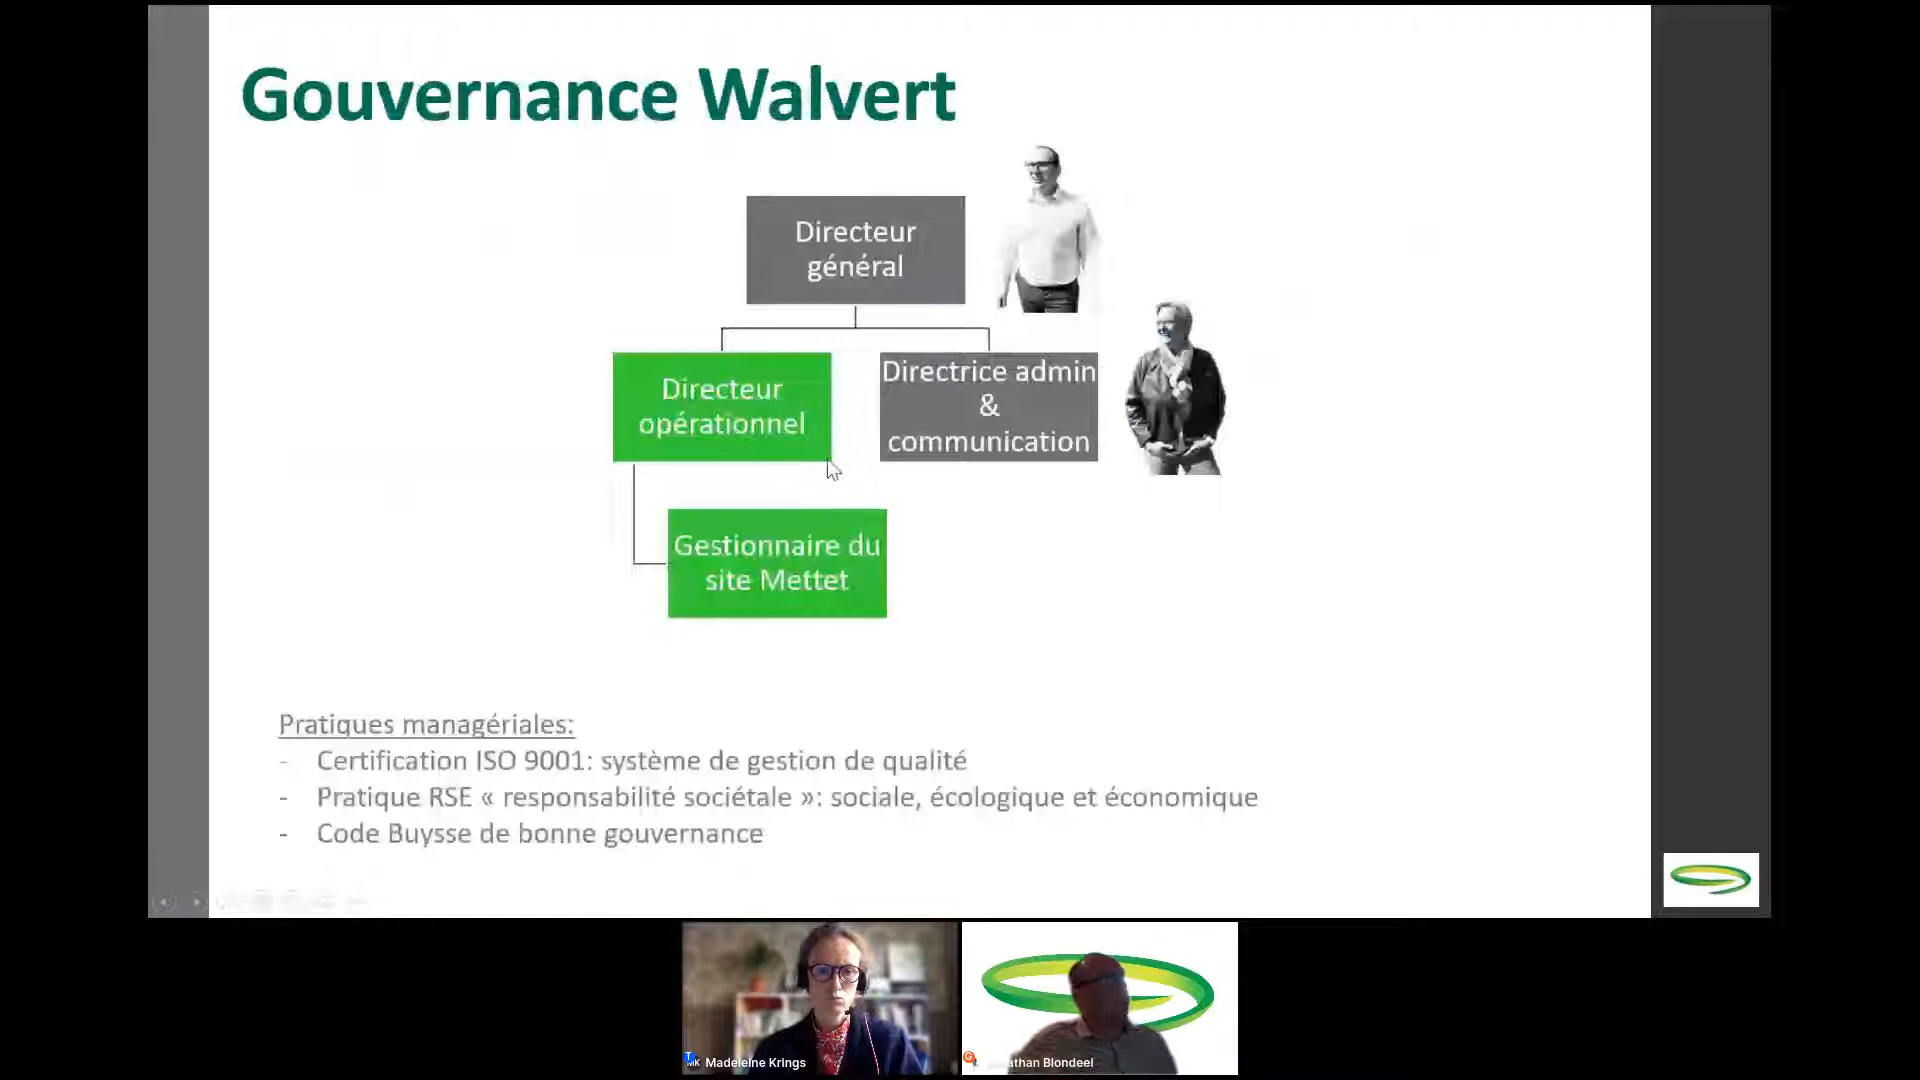 Gouvernance Walvert
Directeur
général
Directeur
opérationnel
Directrice admin
&
communication
Gestionnaire du
site Mettet
Pratiques managériales:
- Certification ISO 9001: système de gestion de qualité
- Pratique RSE « responsabilité sociétale »: sociale, écologique et économique
- Code Buysse de bonne gouvernance
Madeleine Krings
Blondeel